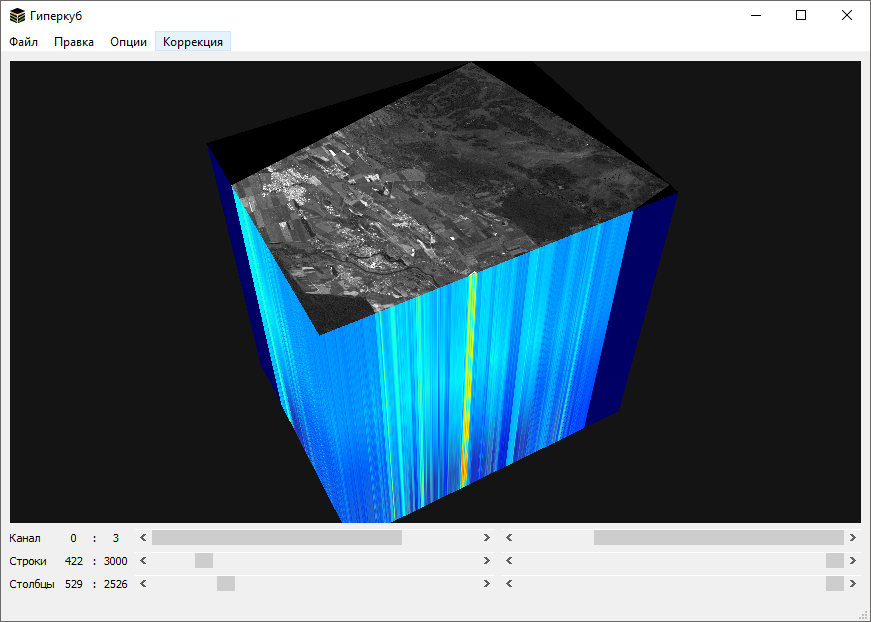 Гиперкуб
Файл Правка Опции Коррекция
Канал 0 : 3
Строки 422 : 3000
Столбцы 529 : 2526